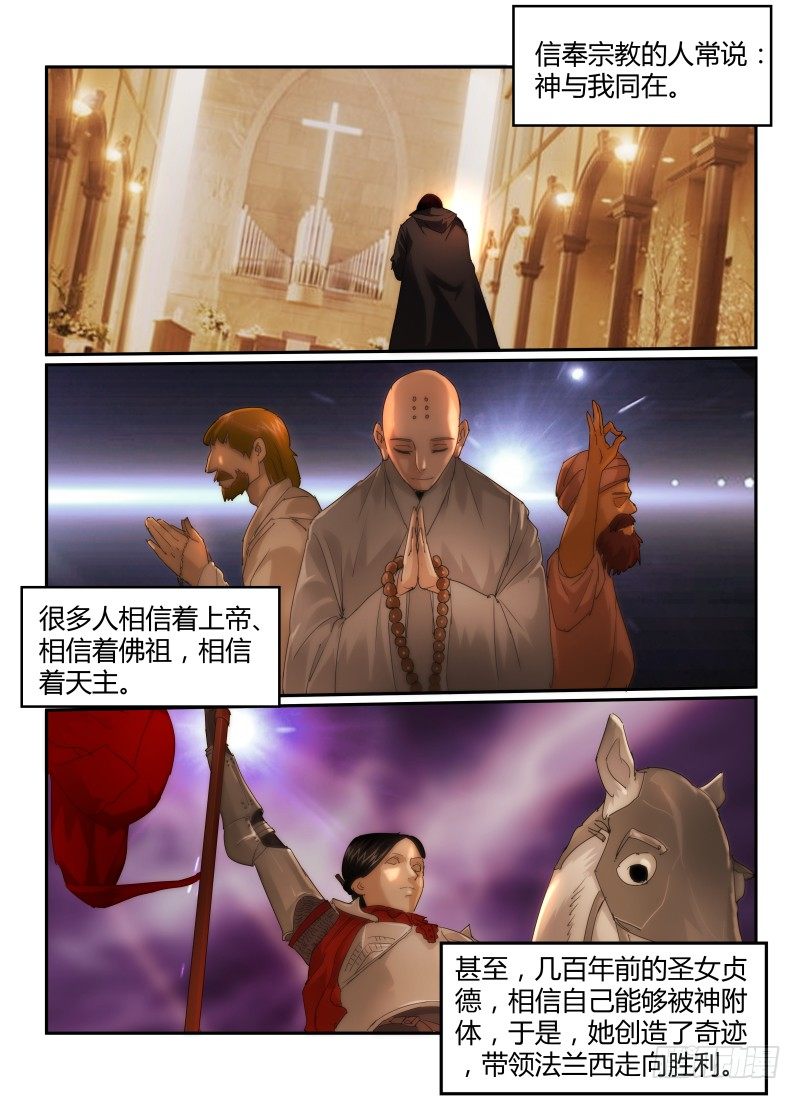 信奉宗教的人常说：
神与我同在。
很多人相信着上帝、
相信着佛祖，相信
着天主。
甚至，几百年前的圣女贞
德，相信自己能够被神附
体，于是，她创造了奇迹，
带领法兰西走向胜利。